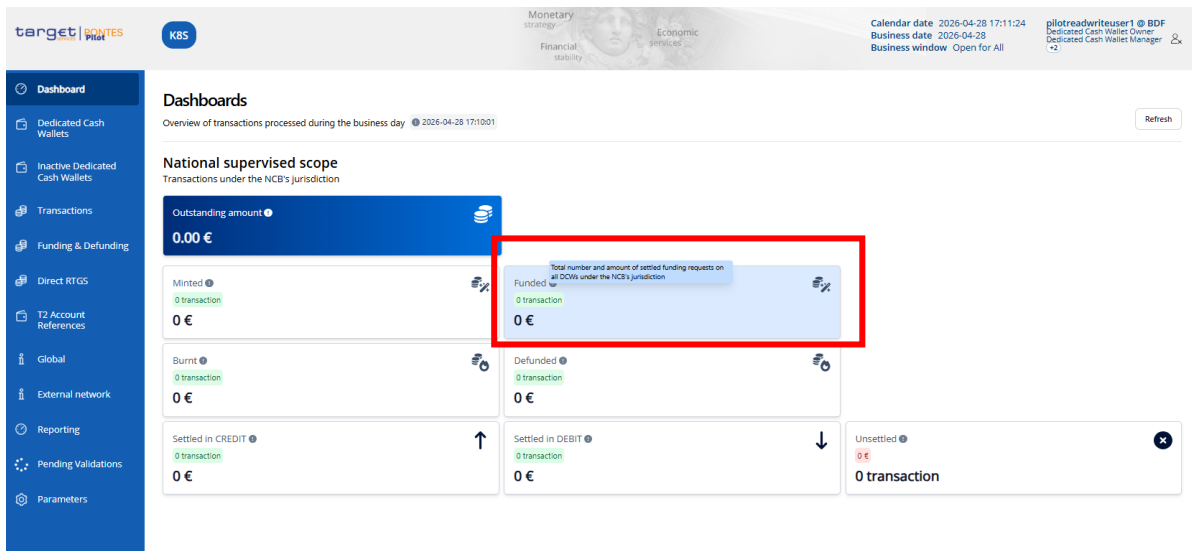 target | PONTES
services Pilot
K8S
Monetary
strategy
Economic
services
Financial
stability
Calendar date 2026-04-28 17:11:24
Business date 2026-04-28
Business window Open for All
pilotreadwriteuser1 @ BDF
Dedicated Cash Wallet Owner
Dedicated Cash Wallet Manager
+2
Dashboard
Dedicated Cash
Wallets
Inactive Dedicated
Cash Wallets
Transactions
Funding & Defunding
Direct RTGS
T2 Account
References
Global
External network
Reporting
Pending Validations
Parameters
Dashboards
Overview of transactions processed during the business day 2026-04-28 17:10:01
Refresh
National supervised scope
Transactions under the NCB's jurisdiction
Outstanding amount
0.00 €
Minted
0 transaction
0 €
Total number and amount of settled funding requests on
all DCWs under the NCB's jurisdiction
Funded
0 transaction
0 €
Burnt
0 transaction
0 €
Defunded
0 transaction
0 €
Settled in CREDIT
0 transaction
0 €
Settled in DEBIT
0 transaction
0 €
Unsettled
0 €
0 transaction